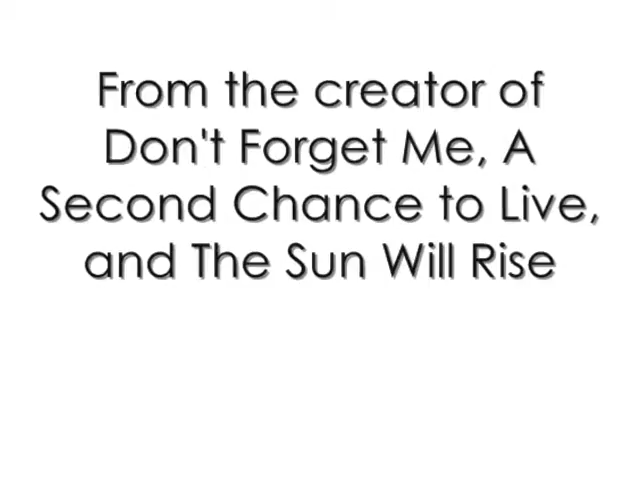 From the creator of
Don't Forget Me, A
Second Chance to Live,
and The Sun Will Rise